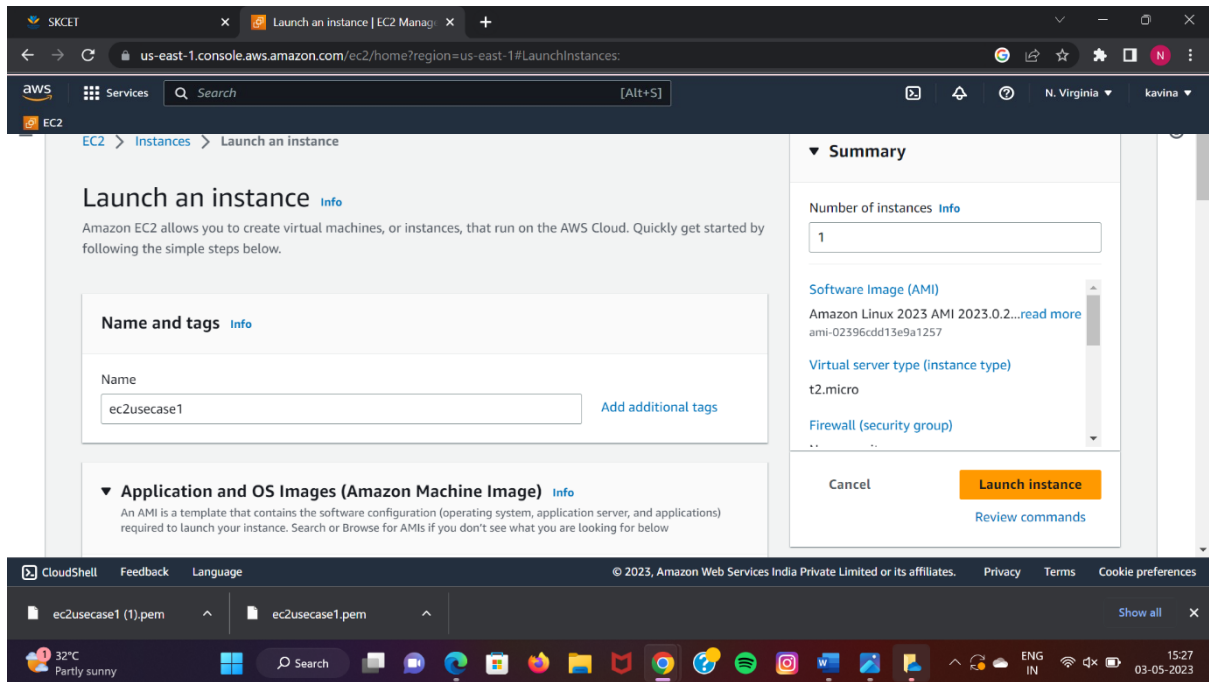 SKCET
Launch an instance | EC2 Manag
us-east-1.console.aws.amazon.com/ec2/home?region=us-east-1#LaunchInstances:
N
aws
Services
Search
[Alt+S]
N. Virginia
kavina
EC2
EC2 > Instances > Launch an instance
Launch an instance Info
Amazon EC2 allows you to create virtual machines, or instances, that run on the AWS Cloud. Quickly get started by
following the simple steps below.
Name and tags Info
Name
ec2usecase1
Add additional tags
Application and OS Images (Amazon Machine Image) Info
An AMI is a template that contains the software configuration (operating system, application server, and applications)
required to launch your instance. Search or Browse for AMIs if you don't see what you are looking for below
Summary
Number of instances Info
1
Software Image (AMI)
Amazon Linux 2023 AMI 2023.0.2...read more
ami-02396cdd13e9a1257
Virtual server type (instance type)
t2.micro
Firewall (security group)
Cancel
Launch instance
Review commands
CloudShell
Feedback
Language
© 2023, Amazon Web Services India Private Limited or its affiliates.
Privacy
Terms
Cookie preferences
ec2usecase1 (1).pem
ec2usecase1.pem
Show all
1
32°C
Partly sunny
Search
ENG
IN
15:27
03-05-2023